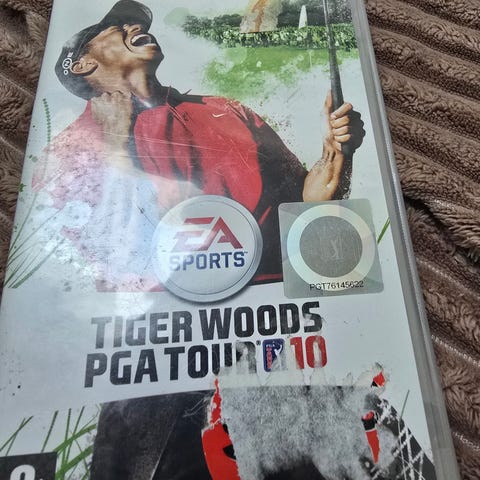 EA
SPORTS
PGT76145622
TIGER WOODS
PGA TOUR 10